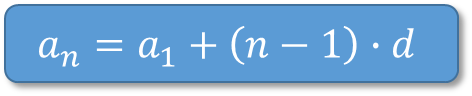 aₙ = a₁ + (n − 1) · d